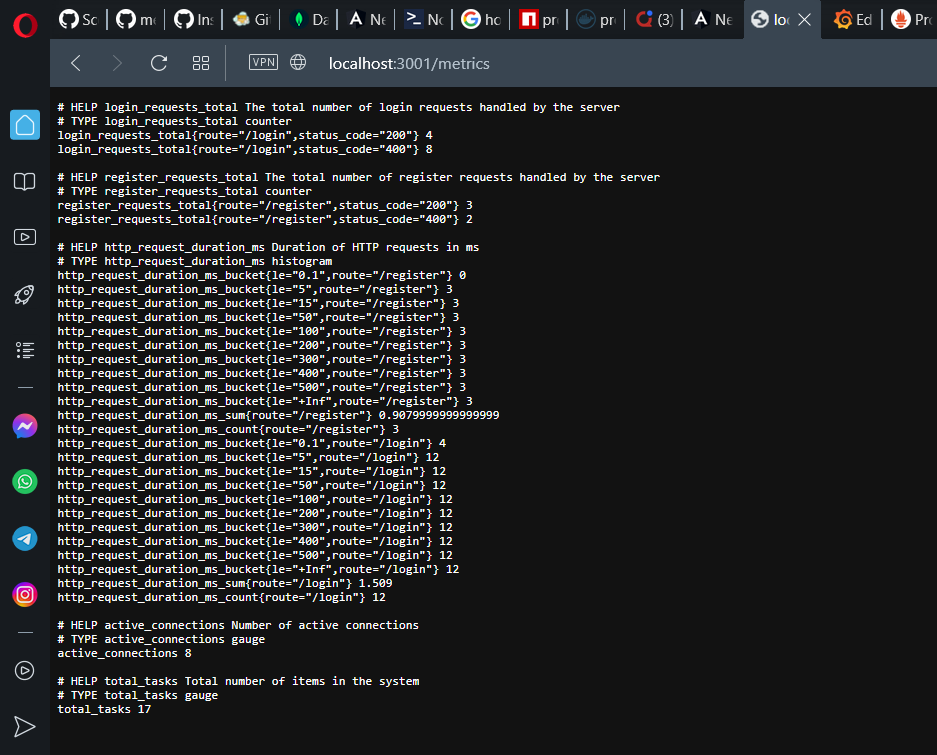 Sc
mc
Ins
Git
Da
Ne
Nc
ho
pr
pr
(3)
Ne
loc
Ed
Pro
VPN
localhost:3001/metrics
# HELP login_requests_total The total number of login requests handled by the server
# TYPE login_requests_total counter
login_requests_total{route="/login",status_code="200"} 4
login_requests_total{route="/login",status_code="400"} 8
# HELP register_requests_total The total number of register requests handled by the server
# TYPE register_requests_total counter
register_requests_total{route="/register",status_code="200"} 3
register_requests_total{route="/register",status_code="400"} 2
# HELP http_request_duration_ms Duration of HTTP requests in ms
# TYPE http_request_duration_ms histogram
http_request_duration_ms_bucket{le="0.1",route="/register"} 0
http_request_duration_ms_bucket{le="5",route="/register"} 3
http_request_duration_ms_bucket{le="15",route="/register"} 3
http_request_duration_ms_bucket{le="50",route="/register"} 3
http_request_duration_ms_bucket{le="100",route="/register"} 3
http_request_duration_ms_bucket{le="200",route="/register"} 3
http_request_duration_ms_bucket{le="300",route="/register"} 3
http_request_duration_ms_bucket{le="400",route="/register"} 3
http_request_duration_ms_bucket{le="500",route="/register"} 3
http_request_duration_ms_bucket{le="+Inf",route="/register"} 3
http_request_duration_ms_sum{route="/register"} 0.9079999999999999
http_request_duration_ms_count{route="/register"} 3
http_request_duration_ms_bucket{le="0.1",route="/login"} 4
http_request_duration_ms_bucket{le="5",route="/login"} 12
http_request_duration_ms_bucket{le="15",route="/login"} 12
http_request_duration_ms_bucket{le="50",route="/login"} 12
http_request_duration_ms_bucket{le="100",route="/login"} 12
http_request_duration_ms_bucket{le="200",route="/login"} 12
http_request_duration_ms_bucket{le="300",route="/login"} 12
http_request_duration_ms_bucket{le="400",route="/login"} 12
http_request_duration_ms_bucket{le="500",route="/login"} 12
http_request_duration_ms_bucket{le="+Inf",route="/login"} 12
http_request_duration_ms_sum{route="/login"} 1.509
http_request_duration_ms_count{route="/login"} 12
# HELP active_connections Number of active connections
# TYPE active_connections gauge
active_connections 8
# HELP total_tasks Total number of items in the system
# TYPE total_tasks gauge
total_tasks 17